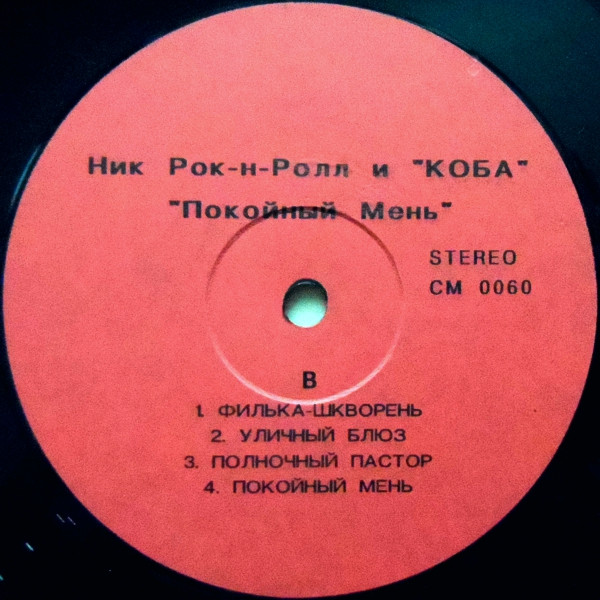 Ник Рок-н-Ролл и "КОБА"
"Покойный Мень"
STEREO
СМ 0060
В
1. ФИЛЬКА-ШКВОРЕНЬ
2. УЛИЧНЫЙ БЛЮЗ
3. ПОЛНОЧНЫЙ ПАСТОР
4. ПОКОЙНЫЙ МЕНЬ